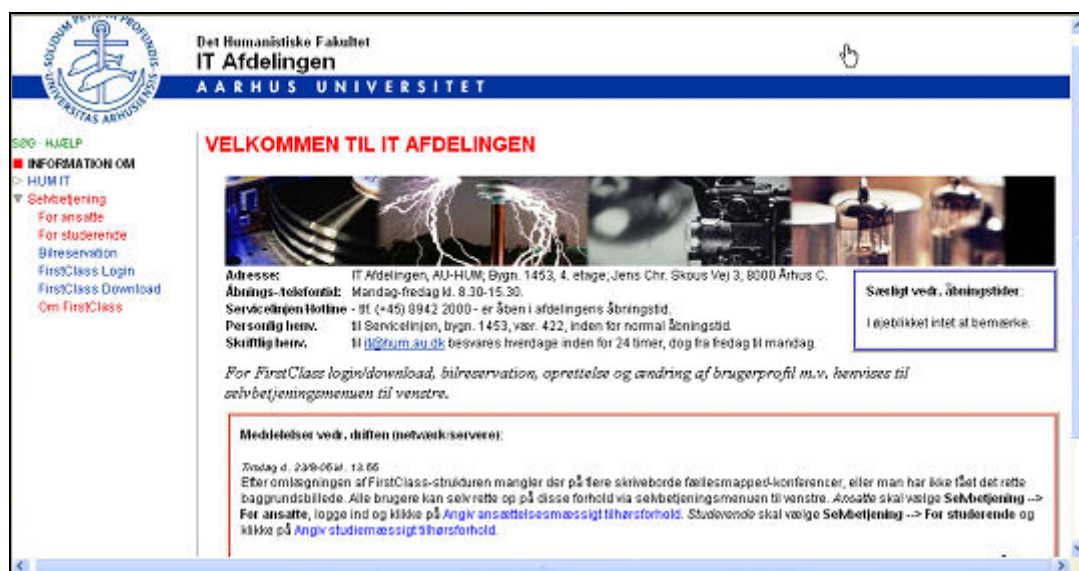 SOLIDUM PETIT IN PROFUNDIS
UNIVERSITAS ARHUSIENSIS
Det Humanistiske Fakultet
IT Afdelingen
AARHUS UNIVERSITET
SØG - HJÆLP
INFORMATION OM
HUM IT
Selvbetjening
For ansatte
For studerende
Bilreservation
FirstClass Login
FirstClass Download
Om FirstClass
VELKOMMEN TIL IT AFDELINGEN
Adresse: IT Afdelingen, AU-HUM; Bygn. 1453, 4. etage; Jens Chr. Skous Vej 3, 8000 Århus C.
Åbnings-/telefontid: Mandag-fredag kl. 8.30-15.30.
Servicelinjen/Hotline - tlf. (+45) 8942 2000 - er åben i afdelingens åbningstid.
Personlig henv. til Servicelinjen, bygn. 1453, vær. 422, inden for normal åbningstid.
Skriftlig henv. til it@hum.au.dk besvares hverdage inden for 24 timer, dog fra fredag til mandag.
Særligt vedr. åbningstider:
I øjeblikket intet at bemærke.
For FirstClass login/download, bilreservation, oprettelse og ændring af brugerprofil m.v. henvises til
selvbetjeningsmenuen til venstre.
Meddelelser vedr. driften (netværk/servere):
Tirsdag d. 23/8-05 kl.
Efter omlægningen af FirstClass-strukturen mangler der på flere skriveborde fællesmapper/-konferencer, eller man har ikke fået det rette
baggrundsbillede. Alle brugere kan selv rette op på disse forhold via selvbetjeningsmenuen til venstre. Ansatte skal vælge Selvbetjening -->
For ansatte, logge ind og klikke på Angiv ansættelsesmæssigt tilhørsforhold. Studerende skal vælge Selvbetjening --> For studerende og
klikke på Angiv studiemæssigt tilhørsforhold.